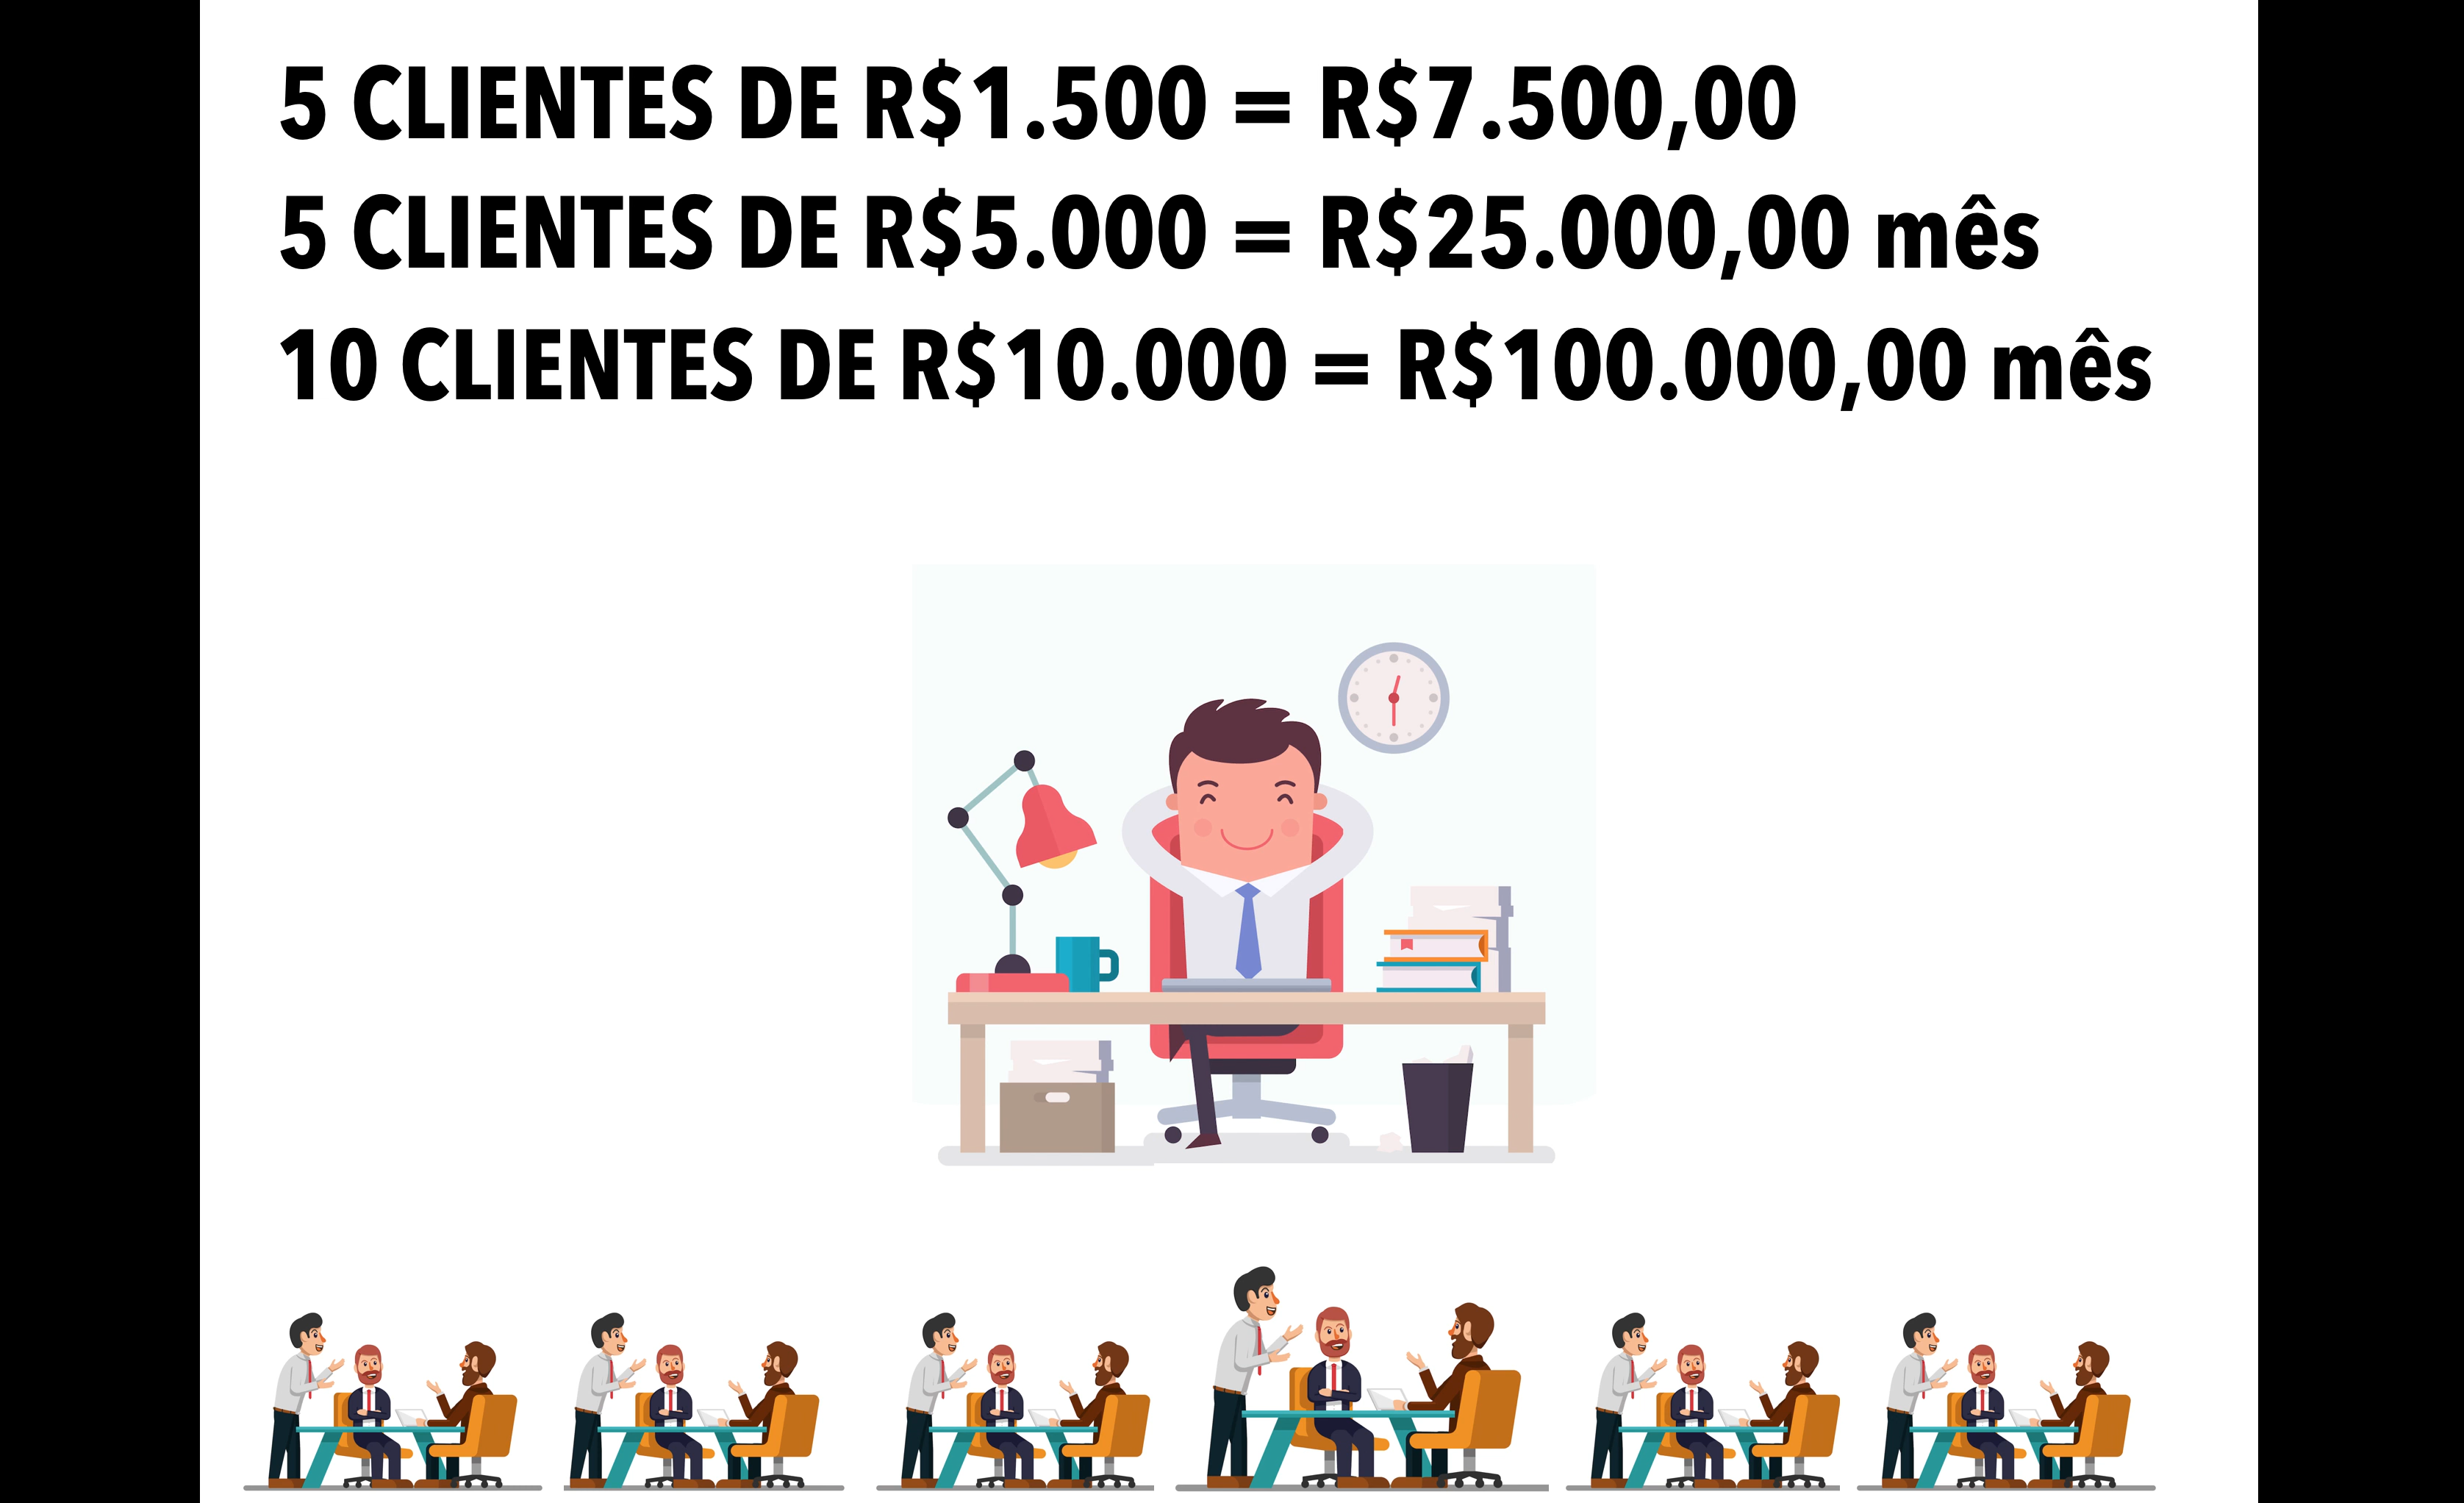 5 CLIENTES DE R$1.500 = R$7.500,00
5 CLIENTES DE R$5.000 = R$25.000,00 mês
10 CLIENTES DE R$10.000 = R$100.000,00 mês